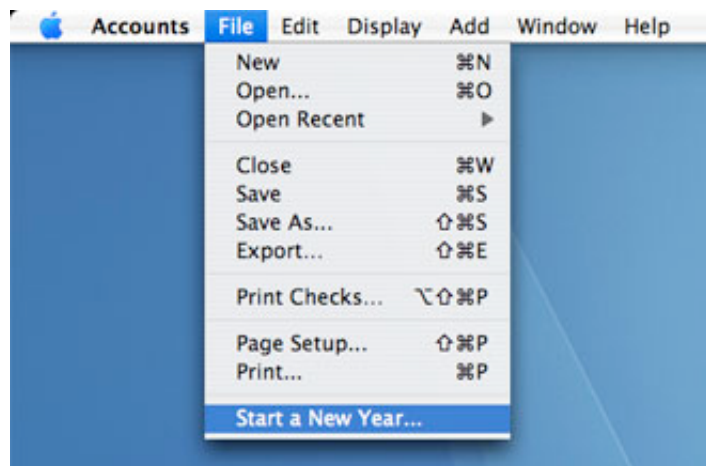 Accounts File Edit Display Add Window Help
New ⌘N
Open... ⌘O
Open Recent ▶
Close ⌘W
Save ⌘S
Save As... ⇧⌘S
Export... ⇧⌘E
Print Checks... ⌥⇧⌘P
Page Setup... ⇧⌘P
Print... ⌘P
Start a New Year...